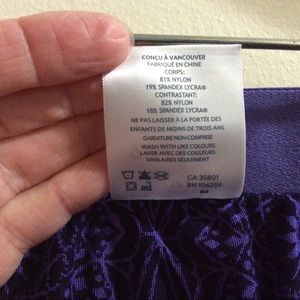 CONÇU À VANCOUVER
FABRIQUÉ EN CHINE
CORPS:
81% NYLON
19% SPANDEX LYCRA®
CONTRASTANT:
82% NYLON
18% SPANDEX LYCRA®
NE PAS LAISSER À LA PORTÉE DES
ENFANTS DE MOINS DE TROIS ANS
GARNITURE NON COMPRISE
WASH WITH LIKE COLOURS
LAVER AVEC DES COULEURS
SIMILAIRES SEULEMENT
CA 35801
RN 106259